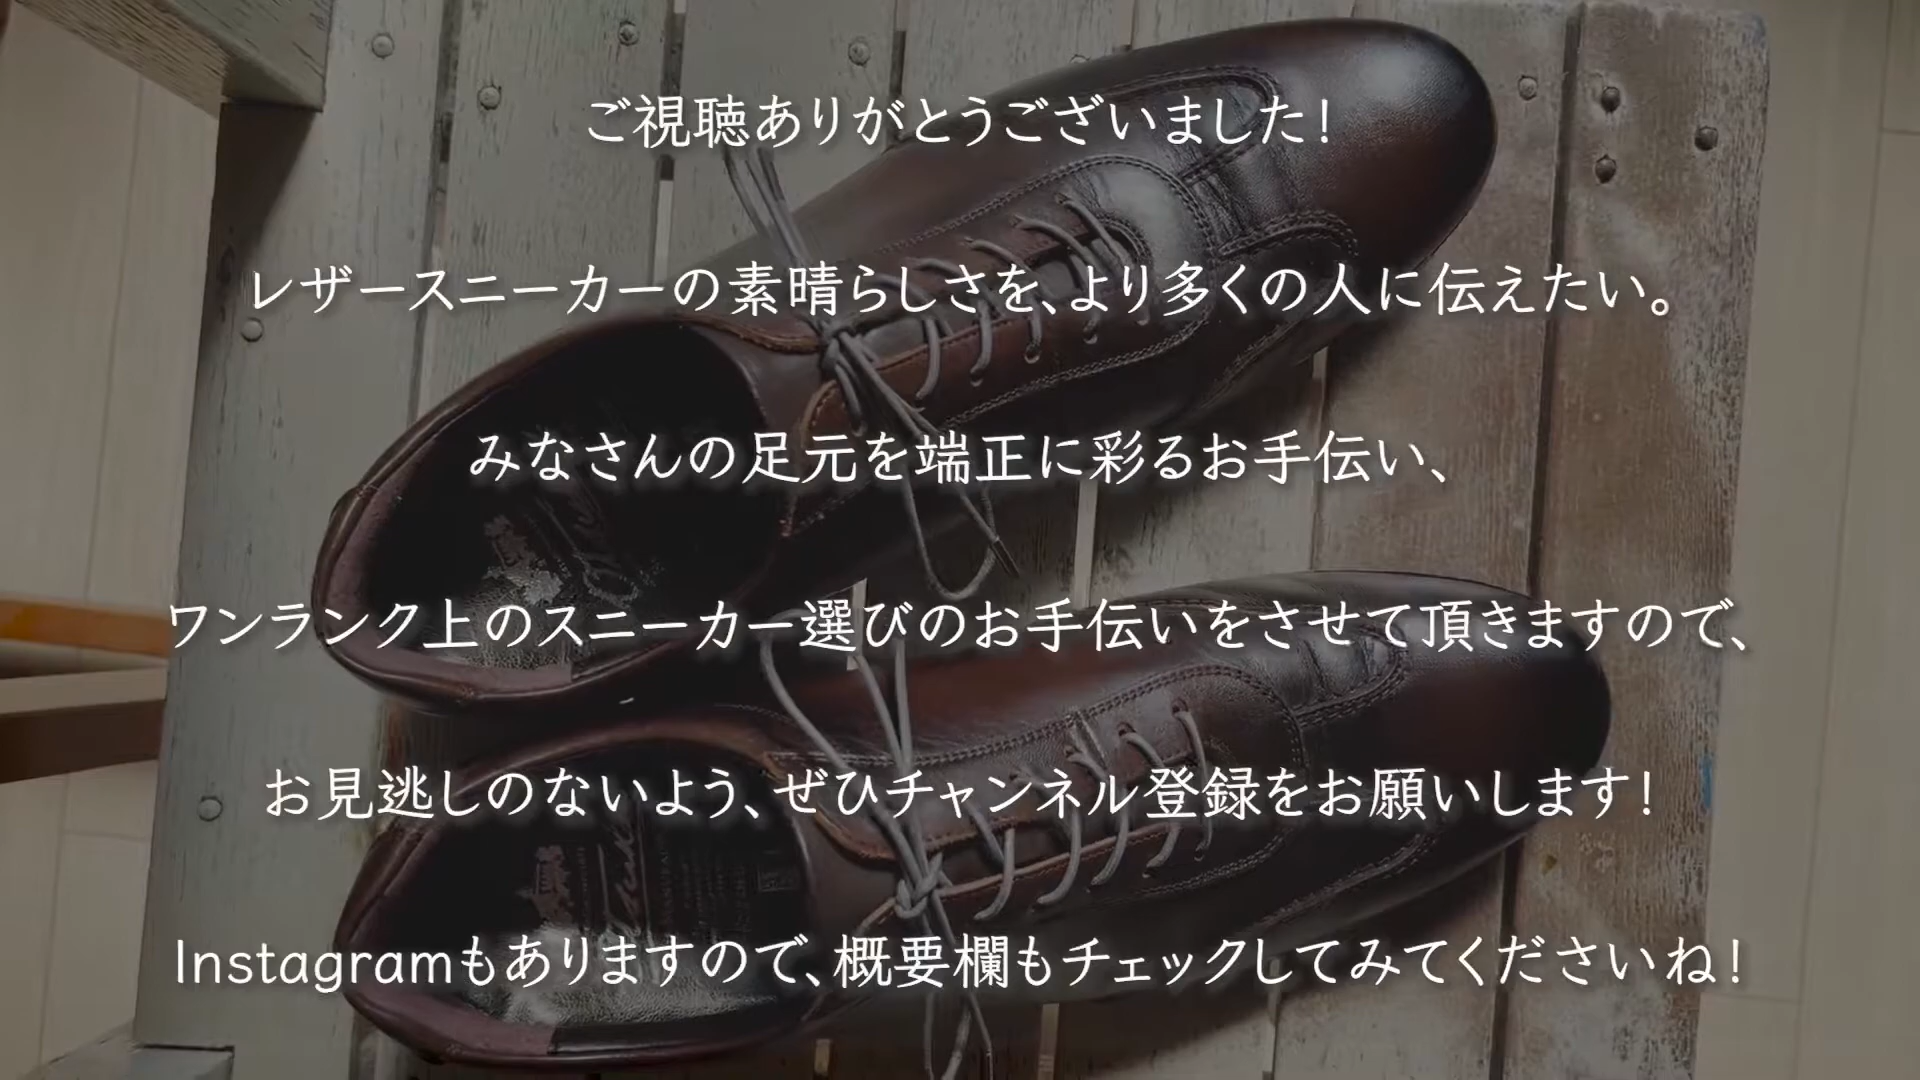 ご視聴ありがとうございました！
レザースニーカーの素晴らしさを、より多くの人に伝えたい。
みなさんの足元を端正に彩るお手伝い、
ワンランク上のスニーカー選びのお手伝いをさせて頂きますので、
お見逃しのないよう、ぜひチャンネル登録をお願いします！
Instagramもありますので、概要欄もチェックしてみてくださいね！